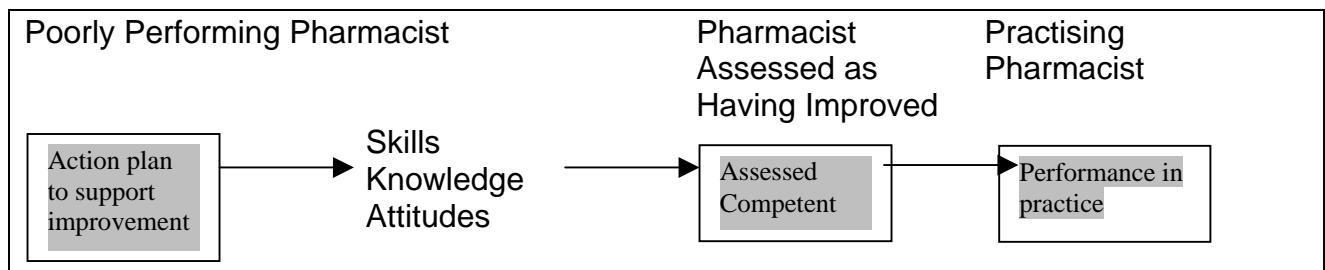 Poorly Performing Pharmacist
Pharmacist
Assessed as
Having Improved
Practising
Pharmacist
Action plan
to support
improvement
Skills
Knowledge
Attitudes
Assessed
Competent
Performance in
practice